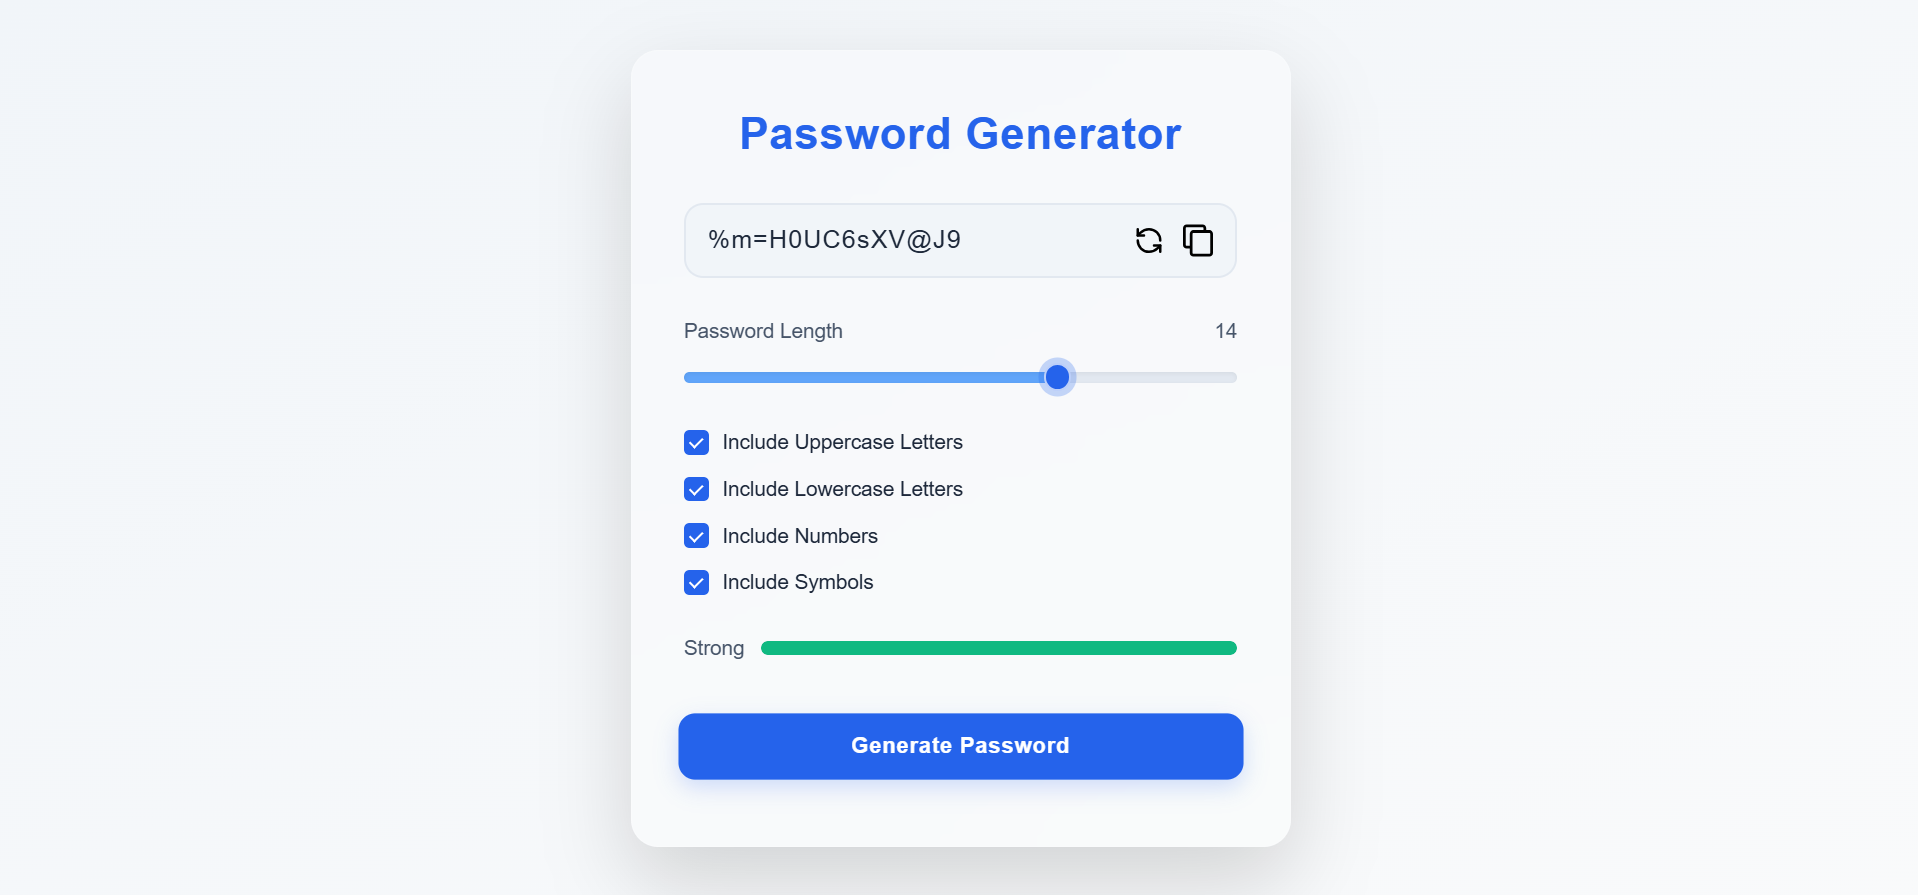 Password Generator
%m=H0UC6sXV@J9
Password Length 14
Include Uppercase Letters
Include Lowercase Letters
Include Numbers
Include Symbols
Strong
Generate Password